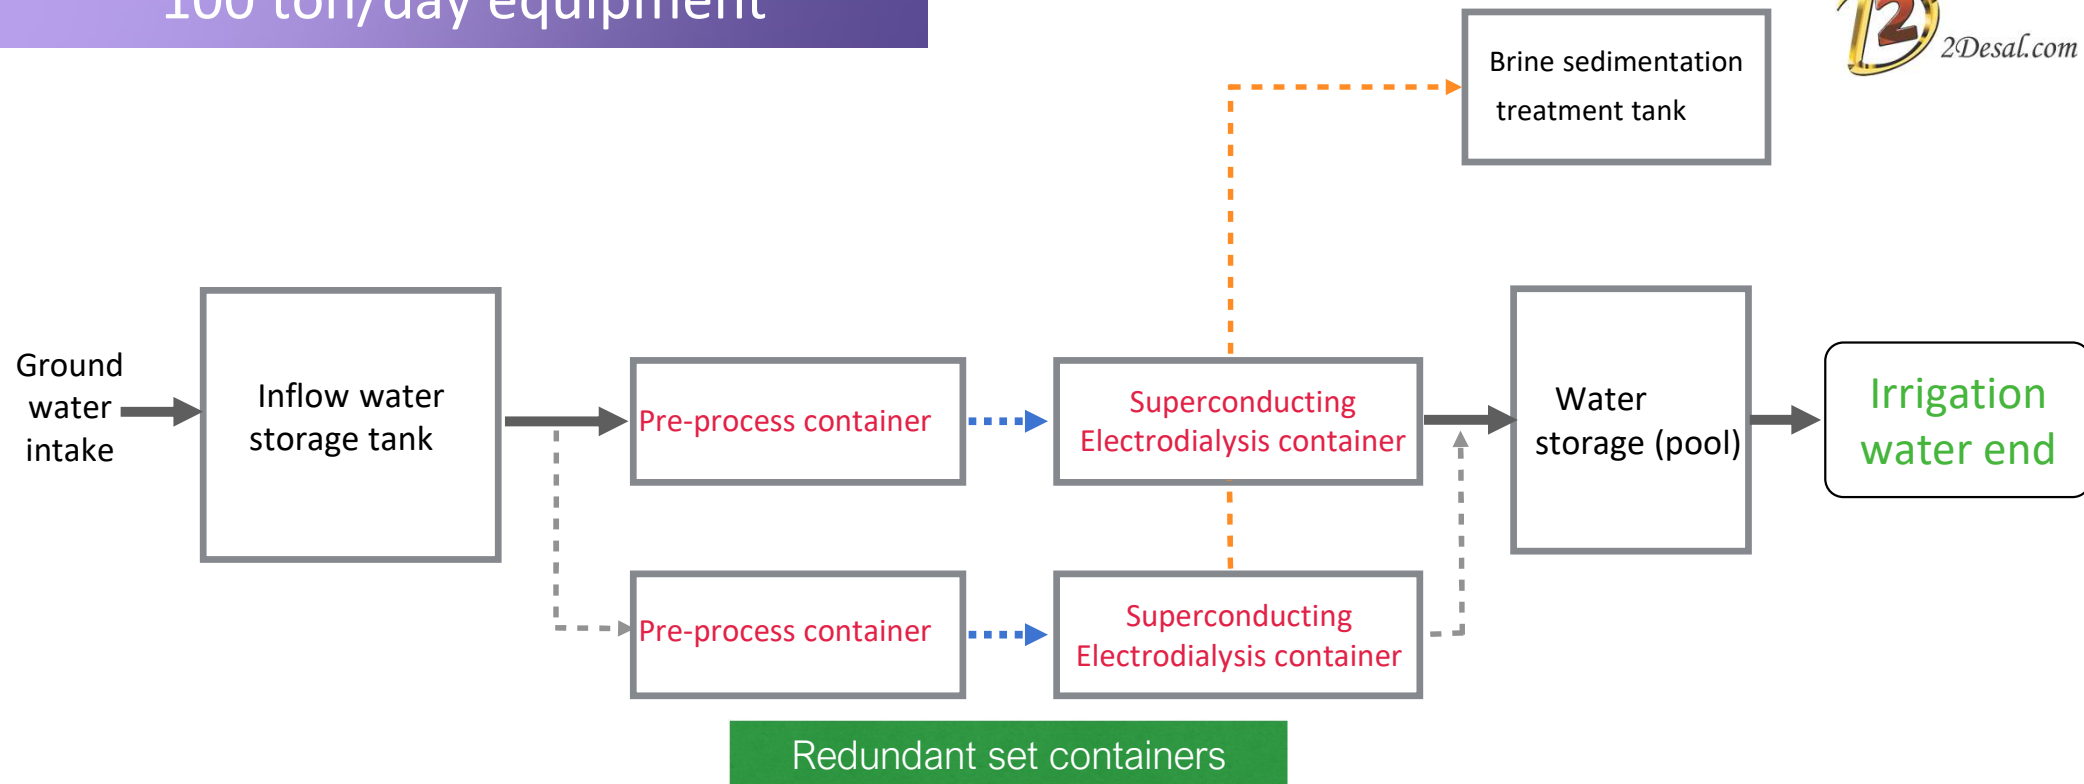 100 ton/day equipment
2
2Desal.com
Brine sedimentation
treatment tank
Ground
water
intake
Inflow water
storage tank
Pre-process container
Superconducting
Electrodialysis container
Water
storage (pool)
Irrigation
water end
Pre-process container
Superconducting
Electrodialysis container
Redundant set containers